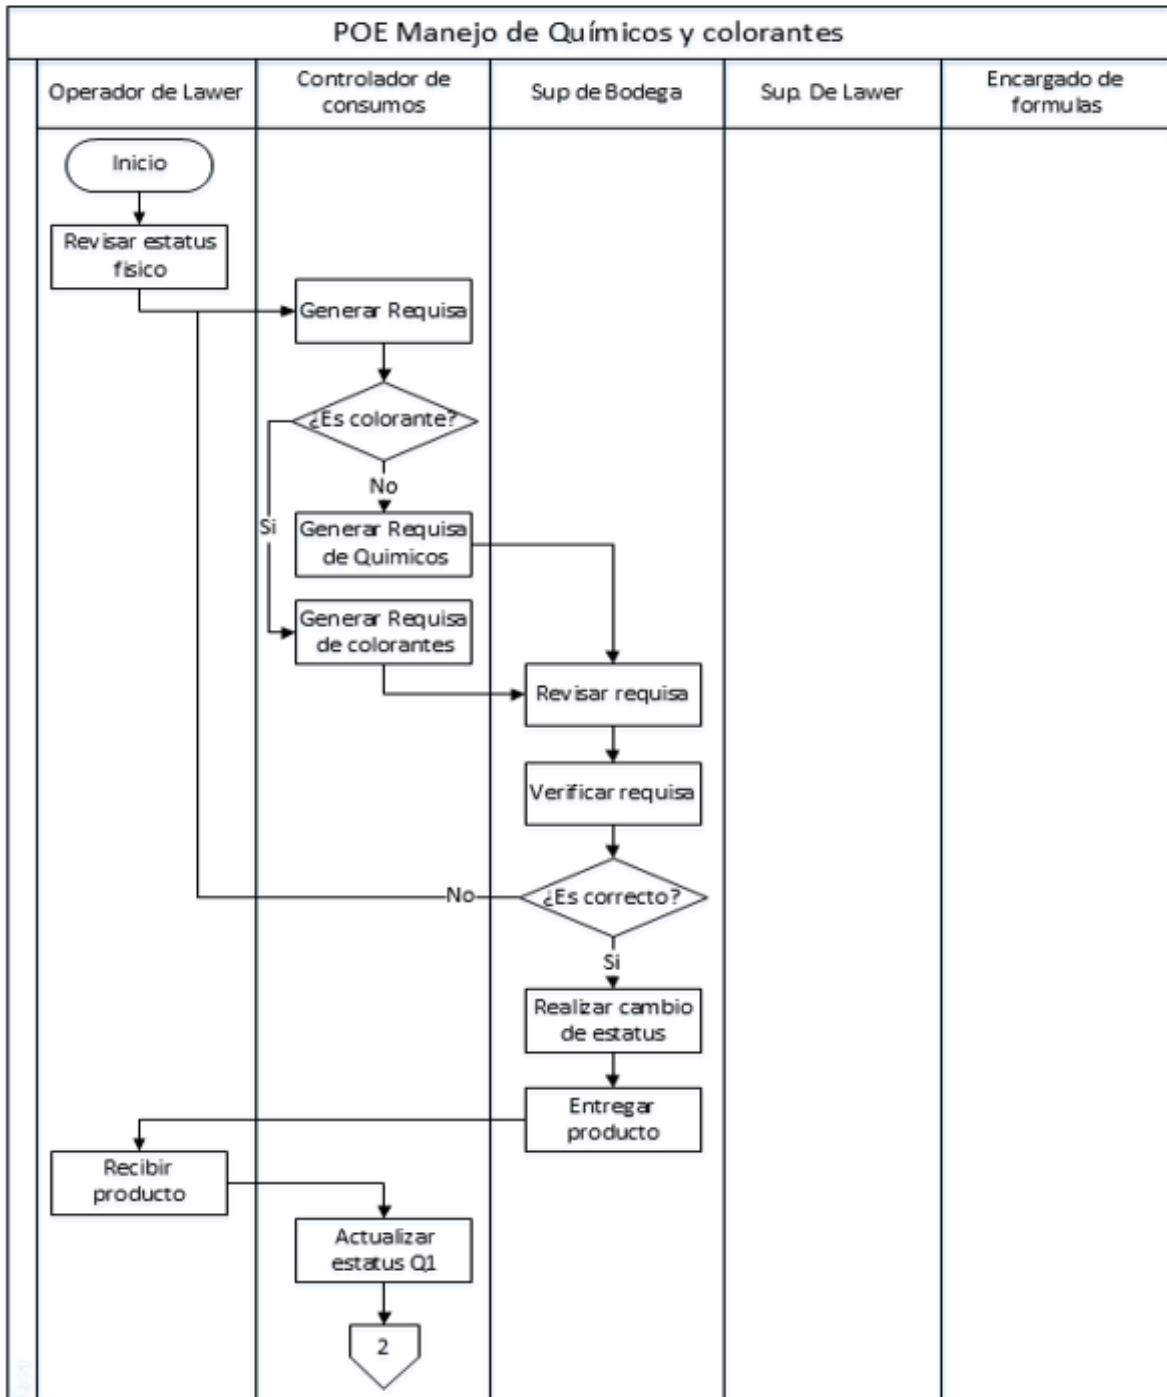 POE Manejo de Químicos y colorantes
Operador de Lawer
Controlador de
consumos
Sup de Bodega
Sup. De Lawer
Encargado de
formulas
Inicio
Revisar estatus
fisico
Generar Requisa
¿Es colorante?
No
Si
Generar Requisa
de Quimicos
Generar Requisa
de colorantes
Revisar requisa
Verificar requisa
¿Es correcto?
No
Si
Realizar cambio
de estatus
Entregar
producto
Recibir
producto
Actualizar
estatus Q1
2